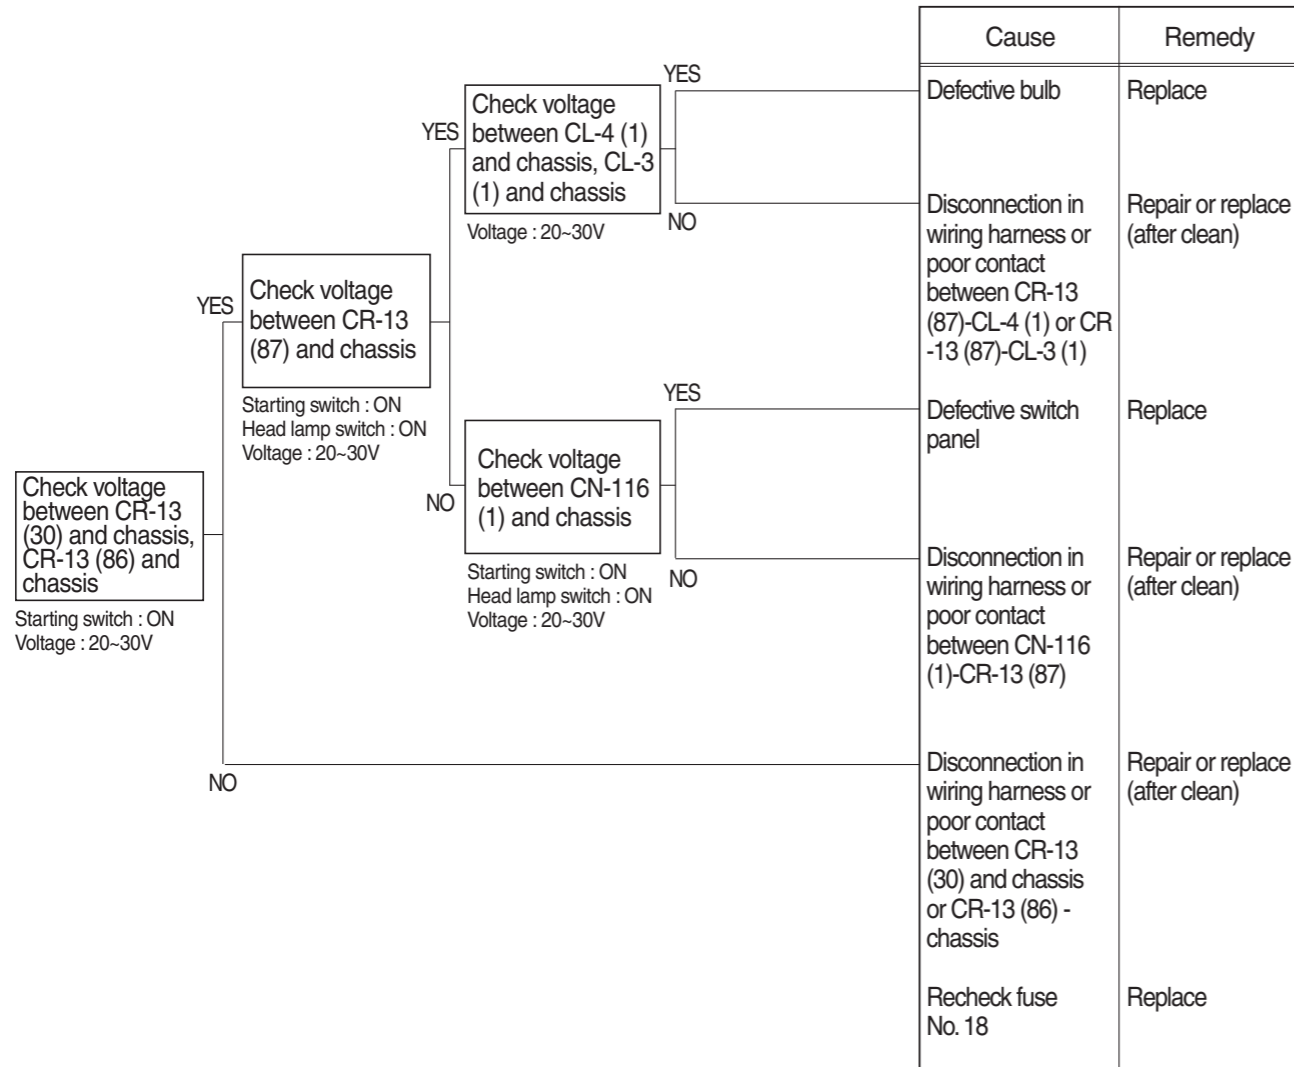 Cause
Remedy
YES
Check voltage
between CL-4 (1)
and chassis, CL-3
(1) and chassis
YES
Voltage : 20~30V
NO
Defective bulb
Replace
Disconnection in
wiring harness or
poor contact
between CR-13
(87)-CL-4 (1) or CR
-13 (87)-CL-3 (1)
Repair or replace
(after clean)
YES
Check voltage
between CR-13
(87) and chassis
Starting switch : ON
Head lamp switch : ON
Voltage : 20~30V
YES
NO
Check voltage
between CN-116
(1) and chassis
Starting switch : ON
Head lamp switch : ON
Voltage : 20~30V
NO
Defective switch
panel
Replace
Disconnection in
wiring harness or
poor contact
between CN-116
(1)-CR-13 (87)
Repair or replace
(after clean)
Check voltage
between CR-13
(30) and chassis,
CR-13 (86) and
chassis
Starting switch : ON
Voltage : 20~30V
NO
Disconnection in
wiring harness or
poor contact
between CR-13
(30) and chassis
or CR-13 (86) -
chassis
Repair or replace
(after clean)
Recheck fuse
No. 18
Replace